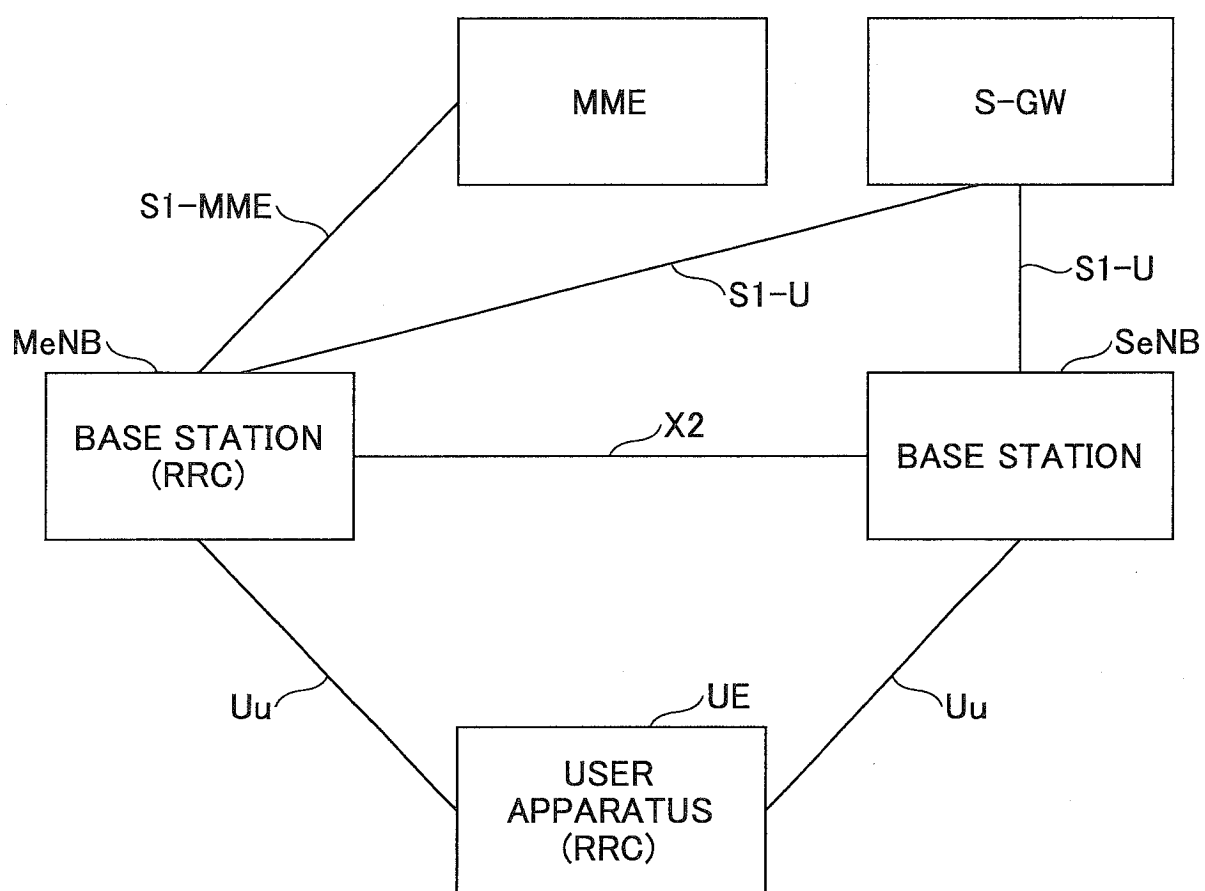 MME
S-GW
S1-MME
S1-U
S1-U
MeNB
SeNB
BASE STATION
(RRC)
X2
BASE STATION
Uu
UE
Uu
USER
APPARATUS
(RRC)